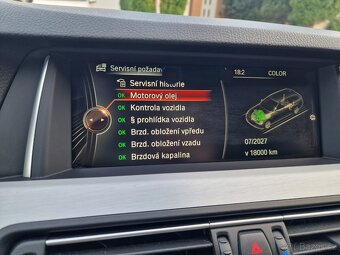 Servisní požadav
18:2 COLOR
Servisní historie
OK Motorový olej
OK Kontrola vozidla
OK § prohlídka vozidla
OK Brzd. obložení vpředu
OK Brzd. obložení vzadu
OK Brzdová kapalina
07/2027
v 18000 km